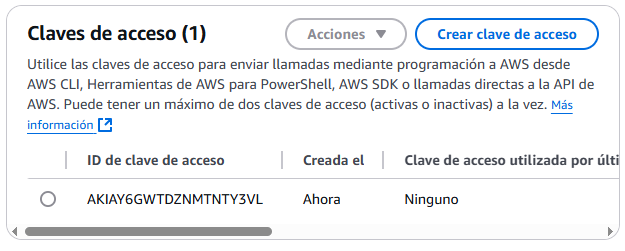 Claves de acceso (1)
Acciones
Crear clave de acceso
Utilice las claves de acceso para enviar llamadas mediante programación a AWS desde
AWS CLI, Herramientas de AWS para PowerShell, AWS SDK o llamadas directas a la API de
AWS. Puede tener un máximo de dos claves de acceso (activas o inactivas) a la vez. Más
información
ID de clave de acceso Creada el Clave de acceso utilizada por últi
AKIAY6GWTDZNMTNTY3VL Ahora Ninguno